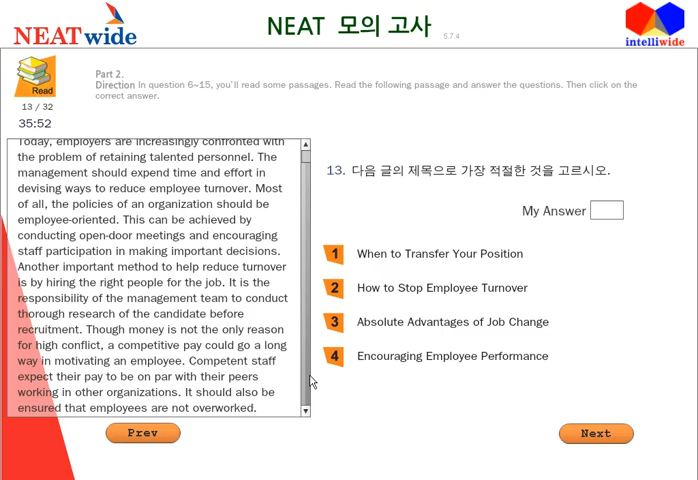 NEATwide
NEAT 모의 고사
5.7.4
intelliwide
Read
13 / 32
35:52
Part 2.
Direction In question 6~15, you'll read some passages. Read the following passage and answer the questions. Then click on the
correct answer.
Today, employers are increasingly confronted with
the problem of retaining talented personnel. The
management should expend time and effort in
devising ways to reduce employee turnover. Most
of all, the policies of an organization should be
employee-oriented. This can be achieved by
conducting open-door meetings and encouraging
staff participation in making important decisions.
Another important method to help reduce turnover
is by hiring the right people for the job. It is the
responsibility of the management team to conduct
thorough research of the candidate before
recruitment. Though money is not the only reason
for high conflict, a competitive pay could go a long
way in motivating an employee. Competent staff
expect their pay to be on par with their peers
working in other organizations. It should also be
ensured that employees are not overworked.
13. 다음 글의 제목으로 가장 적절한 것을 고르시오.
My Answer
1 When to Transfer Your Position
2 How to Stop Employee Turnover
3 Absolute Advantages of Job Change
4 Encouraging Employee Performance
Prev
Next